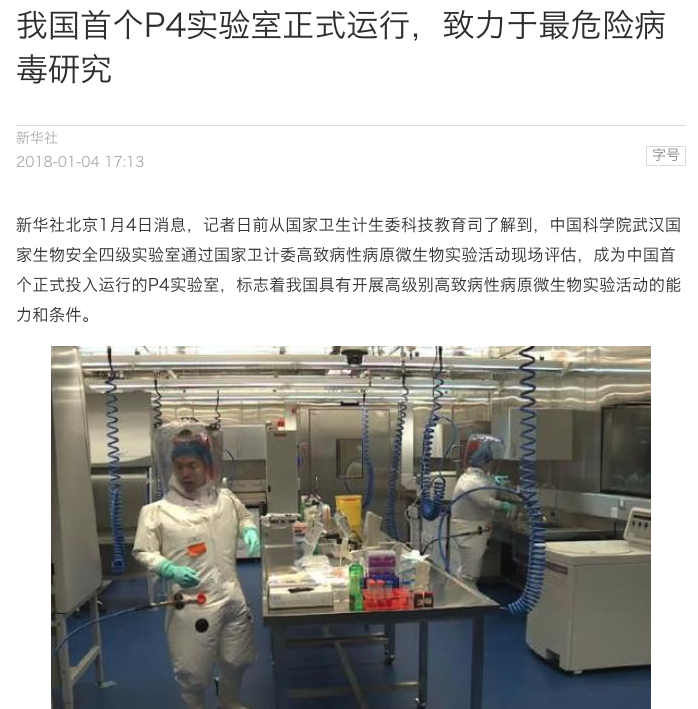 我国首个P4实验室正式运行，致力于最危险病
毒研究
新华社
2018-01-04 17:13
字号
新华社北京1月4日消息，记者日前从国家卫生计生委科技教育司了解到，中国科学院武汉国
家生物安全四级实验室通过国家卫计委高致病性病原微生物实验活动现场评估，成为中国首
个正式投入运行的P4实验室，标志着我国具有开展高级别高致病性病原微生物实验活动的能
力和条件。